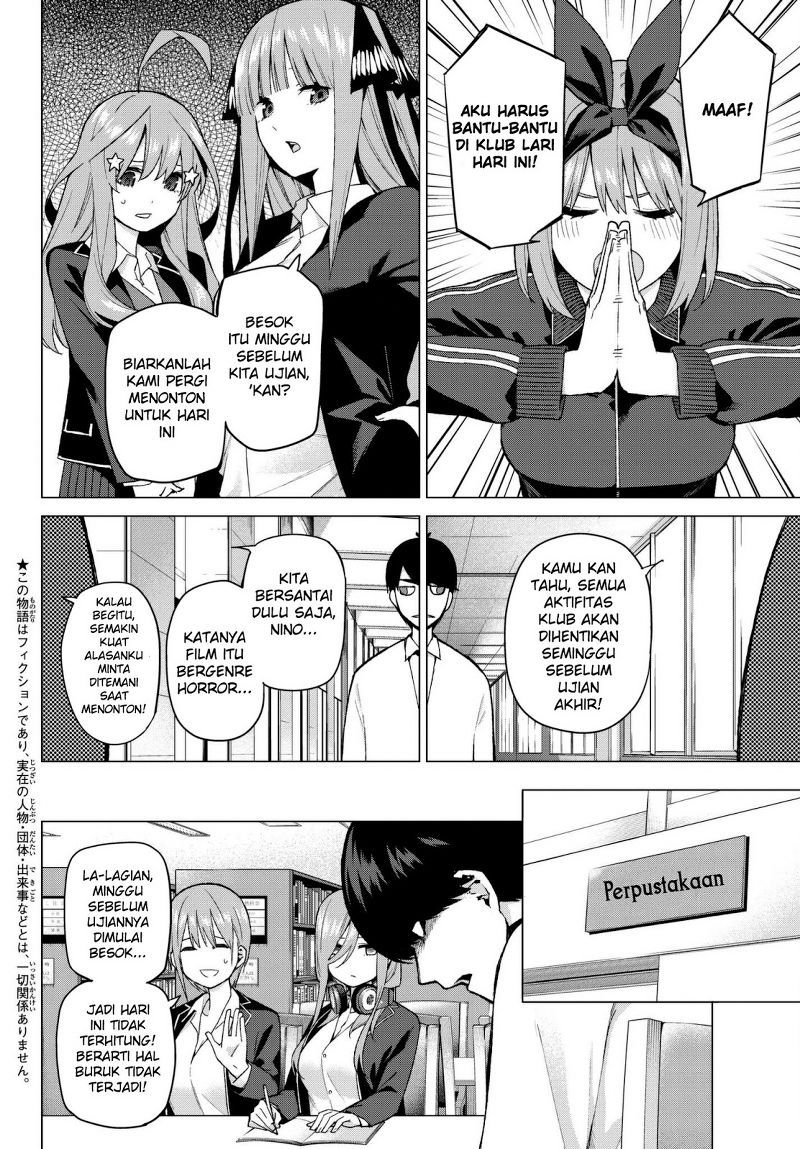 MAAF!
AKU HARUS
BANTU-BANTU
DI KLUB LARI
HARI INI!
BESOK
ITU MINGGU
SEBELUM
KITA UJIAN,
'KAN?
BIARKANLAH
KAMI PERGI
MENONTON
UNTUK HARI
INI
KAMU KAN
TAHU, SEMUA
AKTIFITAS
KLUB AKAN
DIHENTIKAN
SEMINGGU
SEBELUM
UJIAN
AKHIR!
KITA
BERSANTAI
DULU SAJA,
NINO...
KATANYA
FILM ITU
BERGENRE
HORROR...
KALAU
BEGITU,
SEMAKIN
KUAT
ALASANKU
MINTA
DITEMANI
SAAT
MENONTON!
Perpustakaan
LA-LAGIAN,
MINGGU
SEBELUM
UJIANNYA
DIMULAI
BESOK...
JADI HARI
INI TIDAK
TERHITUNG!
BERARTI HAL
BURUK TIDAK
TERJADI!
★この物語はフィクションであり、実在の人物・団体・出来事などとは、一切関係ありません。